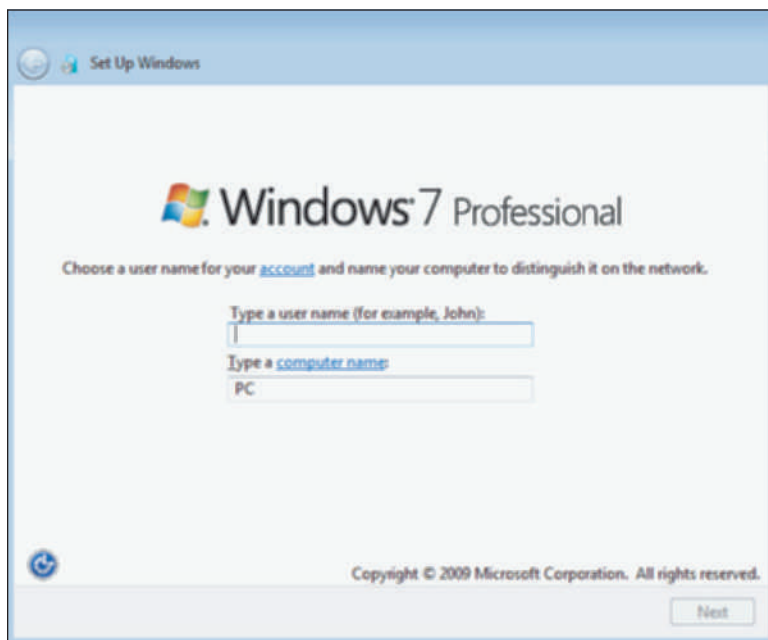 Set Up Windows
Windows 7 Professional
Choose a user name for your account and name your computer to distinguish it on the network.
Type a user name (for example, John):
Type a computer name:
PC
Copyright © 2009 Microsoft Corporation. All rights reserved.
Next